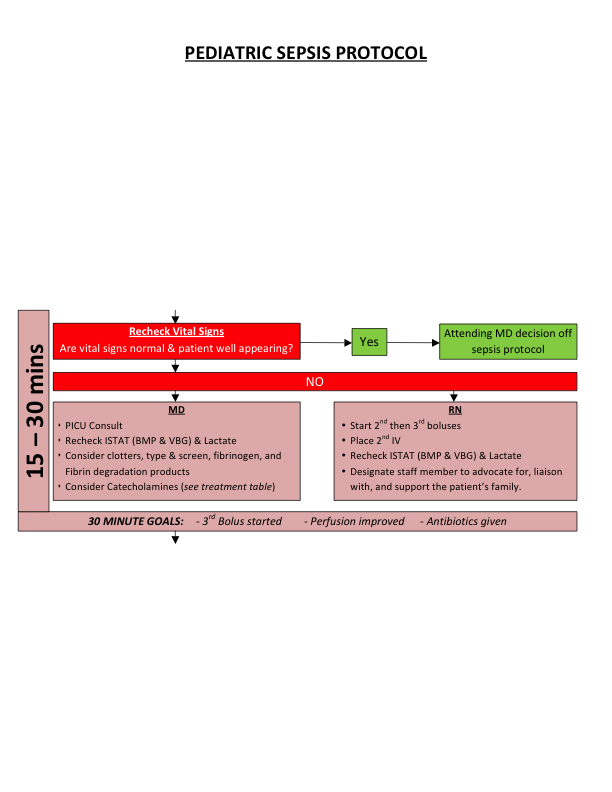 PEDIATRIC SEPSIS PROTOCOL
15 – 30 mins
Recheck Vital Signs
Are vital signs normal & patient well appearing?
Yes
Attending MD decision off
sepsis protocol
NO
MD
• PICU Consult
• Recheck ISTAT (BMP & VBG) & Lactate
• Consider clotters, type & screen, fibrinogen, and
Fibrin degradation products
• Consider Catecholamines (see treatment table)
RN
• Start 2nd then 3rd boluses
• Place 2nd IV
• Recheck ISTAT (BMP & VBG) & Lactate
• Designate staff member to advocate for, liaison
with, and support the patient's family.
30 MINUTE GOALS: - 3rd Bolus started - Perfusion improved - Antibiotics given